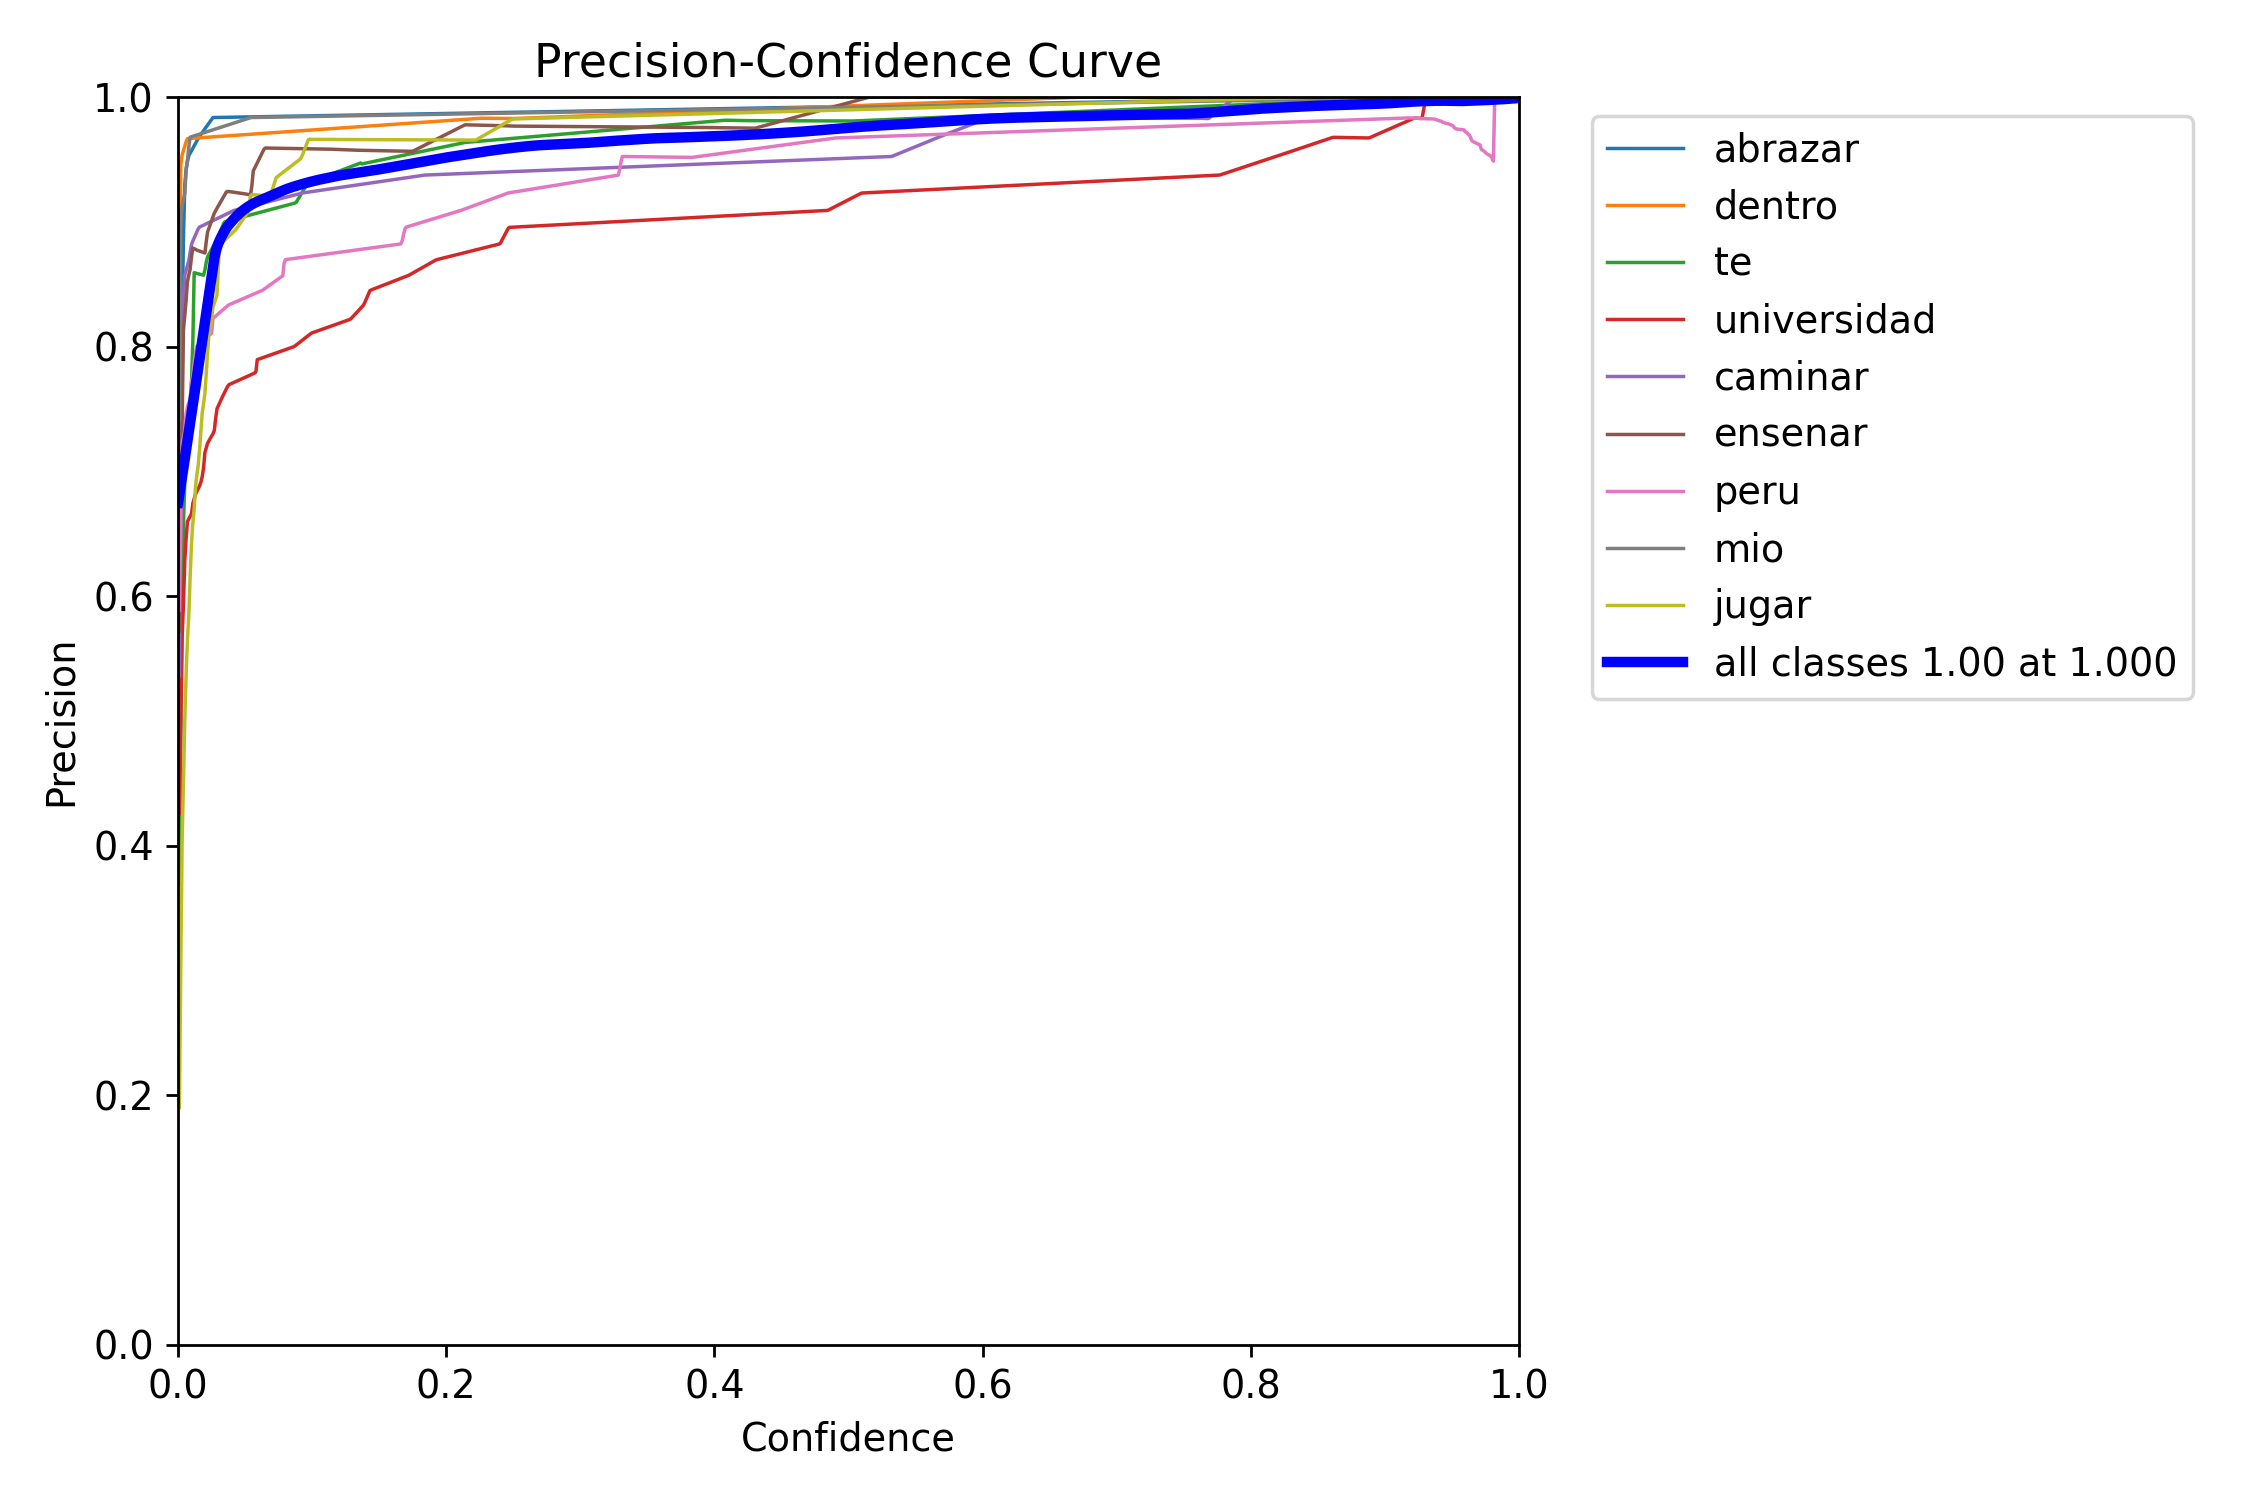 Precision-Confidence Curve
1.0
0.8
0.6
0.4
0.2
0.0
Precision
0.0 0.2 0.4 0.6 0.8 1.0
Confidence
abrazar
dentro
te
universidad
caminar
ensenar
peru
mio
jugar
all classes 1.00 at 1.000